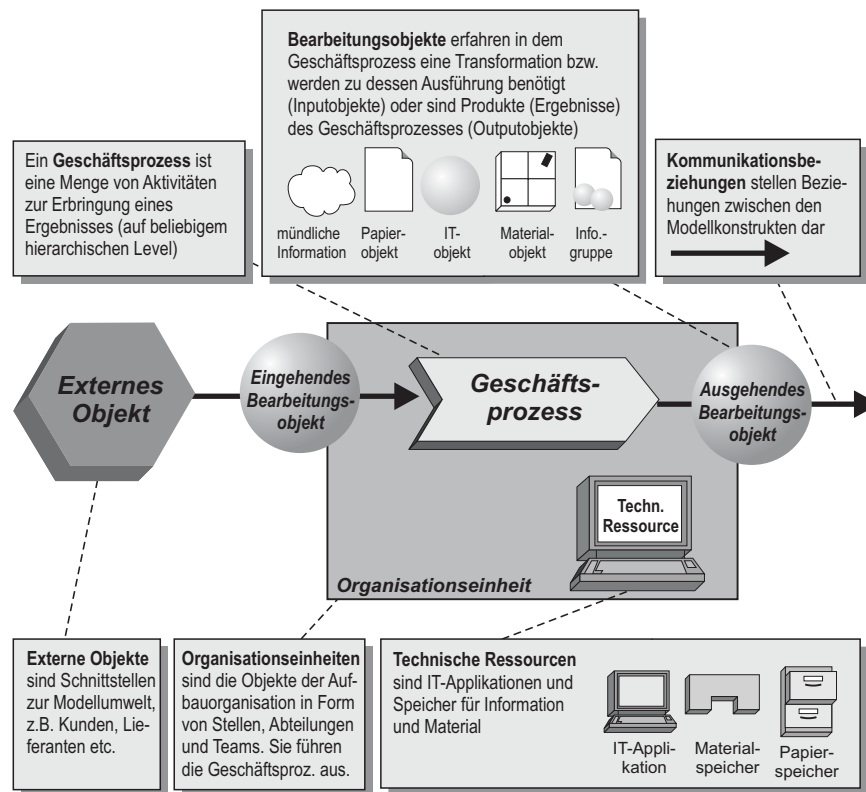 Bearbeitungsobjekte erfahren in dem
Geschäftsprozess eine Transformation bzw.
werden zu dessen Ausführung benötigt
(Inputobjekte) oder sind Produkte (Ergebnisse)
des Geschäftsprozesses (Outputobjekte)
mündliche
Information
Papier-
objekt
IT-
objekt
Material-
objekt
Info.-
gruppe
Ein Geschäftsprozess ist
eine Menge von Aktivitäten
zur Erbringung eines
Ergebnisses (auf beliebigem
hierarchischen Level)
Kommunikationsbe-
ziehungen stellen Bezie-
hungen zwischen den
Modellkonstrukten dar
Externes
Objekt
Eingehendes
Bearbeitungs-
objekt
Geschäfts-
prozess
Ausgehendes
Bearbeitungs-
objekt
Techn.
Ressource
Organisationseinheit
Externe Objekte
sind Schnittstellen
zur Modellumwelt,
z.B. Kunden, Lie-
feranten etc.
Organisationseinheiten
sind die Objekte der Auf-
bauorganisation in Form
von Stellen, Abteilungen
und Teams. Sie führen
die Geschäftsproz. aus.
Technische Ressourcen
sind IT-Applikationen und
Speicher für Information
und Material
IT-Appli-
kation
Material-
speicher
Papier-
speicher